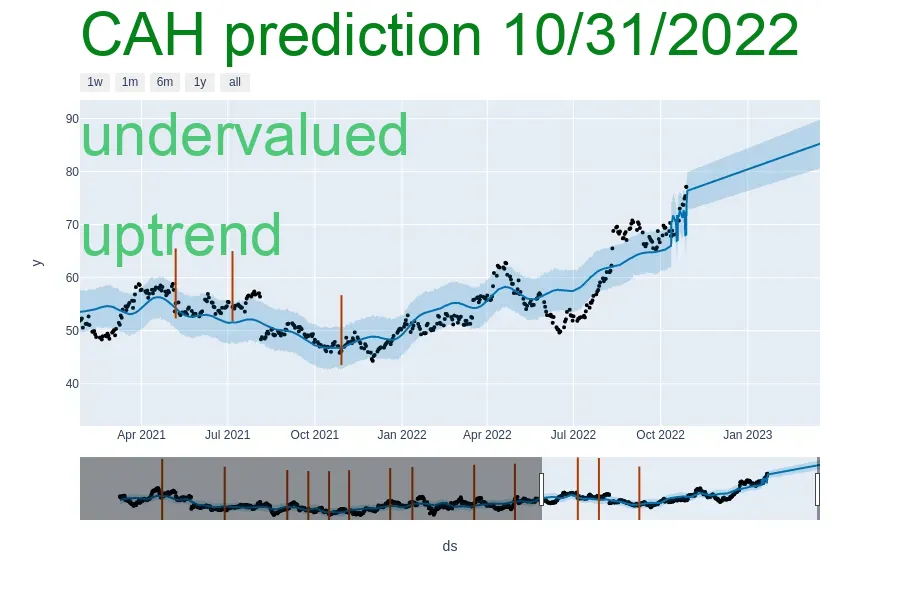 CAH prediction 10/31/2022
1w 1m 6m 1y all
undervalued
uptrend
90
80
70
60
50
40
y
Apr 2021 Jul 2021 Oct 2021 Jan 2022 Apr 2022 Jul 2022 Oct 2022 Jan 2023
ds